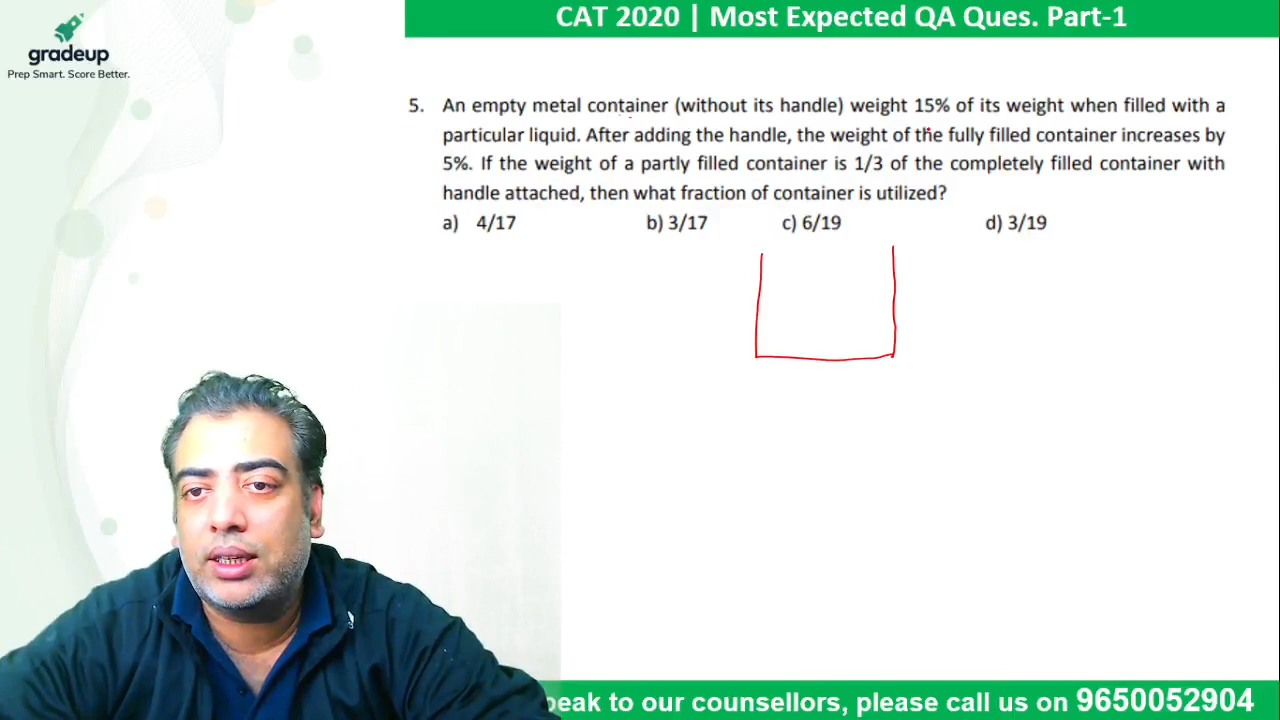 CAT 2020 | Most Expected QA Ques. Part-1
gradeup
Prep Smart. Score Better.
5. An empty metal container (without its handle) weight 15% of its weight when filled with a
particular liquid. After adding the handle, the weight of the fully filled container increases by
5%. If the weight of a partly filled container is 1/3 of the completely filled container with
handle attached, then what fraction of container is utilized?
a) 4/17 b) 3/17 c) 6/19 d) 3/19
to our counsellors, please call us on 9650052904